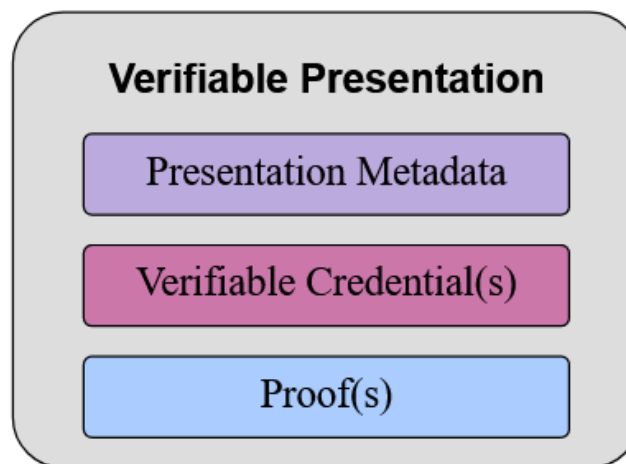 Verifiable Presentation
Presentation Metadata
Verifiable Credential(s)
Proof(s)